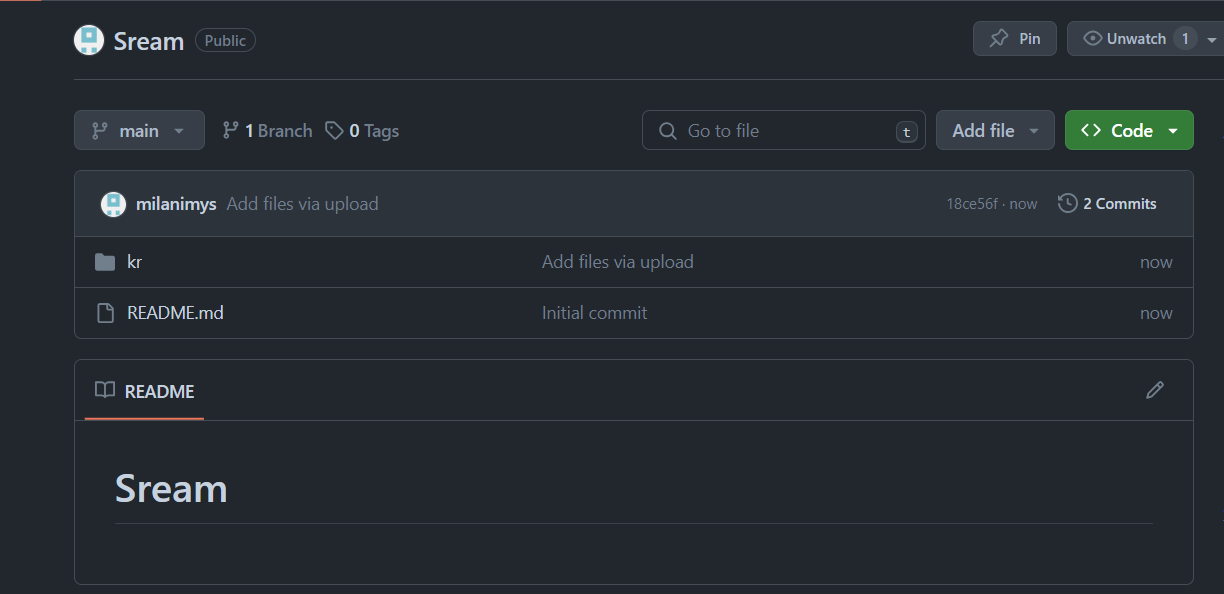 Sream Public Pin Unwatch 1
main 1 Branch 0 Tags Go to file t Add file Code
milanimys Add files via upload 18ce56f · now 2 Commits
kr Add files via upload now
README.md Initial commit now
README
Sream